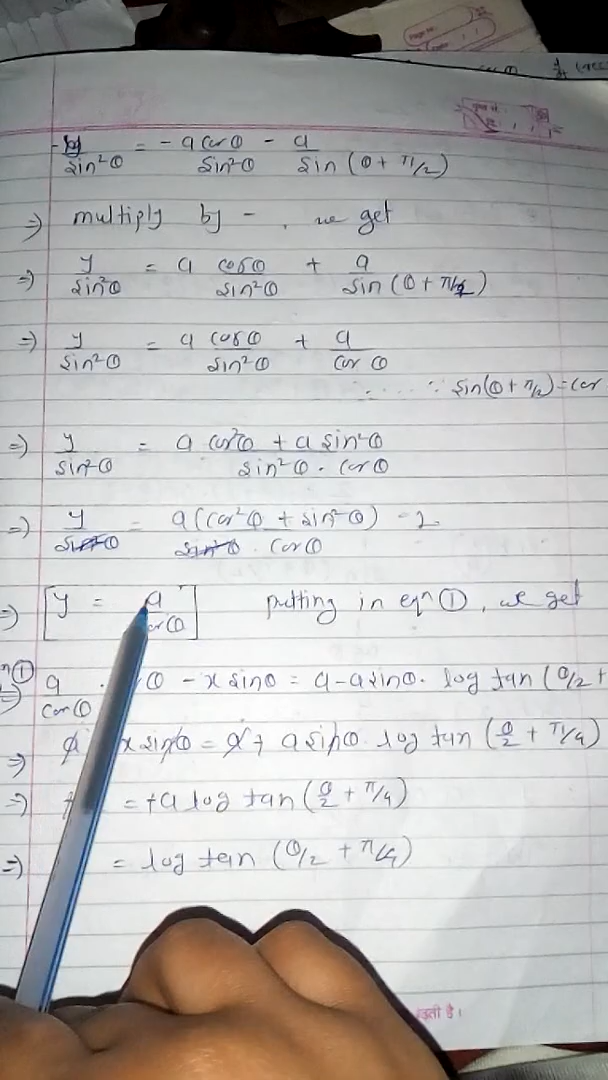 -y/sin²θ = -a cosθ/sin²θ - a/sin(θ + π/2)
⇒ multiply by -, we get
⇒ y/sin²θ = a cosθ/sin²θ + a/sin(θ + π/2)
⇒ y/sin²θ = a cosθ/sin²θ + a/cosθ
..... ∵ sin(θ + π/2) = cos
⇒ y/sin²θ = a cos²θ + a sin²θ/sin²θ · cosθ
⇒ y/sin²θ = a(cos²θ + sin²θ) - 1/sin²θ · cosθ
⇒ [y = a/cosθ] putting in eqⁿ ①, we get
ⁿ①
⇒ a/cosθ · θ - x sinθ = a - a sinθ · log tan(θ/2 +
⇒ x sinθ = a + a sinθ · log tan(θ/2 + π/4)
⇒ = +a log tan(θ/2 + π/4)
⇒ = log tan(θ/2 + π/4)